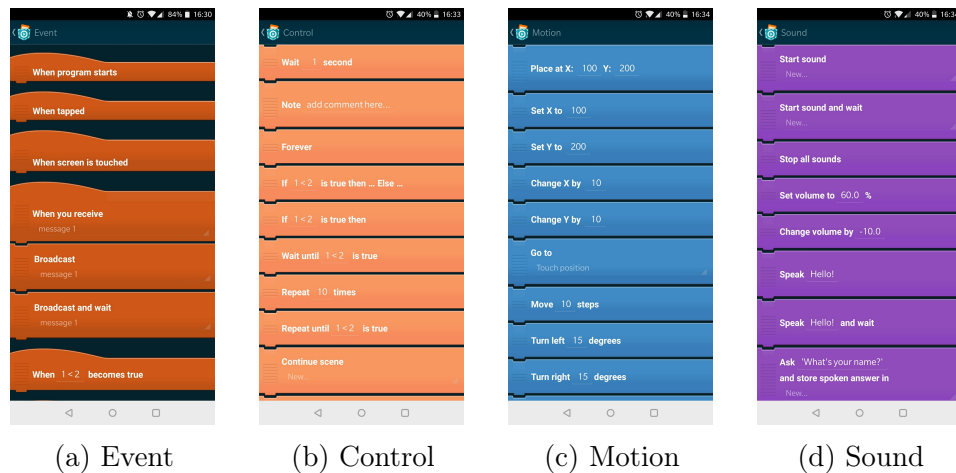 84% 16:30
Event
When program starts
When tapped
When screen is touched
When you receive
message 1
Broadcast
message 1
Broadcast and wait
message 1
When 1 < 2 becomes true
(a) Event
40% 16:33
Control
Wait 1 second
Note add comment here...
Forever
If 1 < 2 is true then ... Else ...
If 1 < 2 is true then
Wait until 1 < 2 is true
Repeat 10 times
Repeat until 1 < 2 is true
Continue scene
New...
(b) Control
40% 16:34
Motion
Place at X: 100 Y: 200
Set X to 100
Set Y to 200
Change X by 10
Change Y by 10
Go to
Touch position
Move 10 steps
Turn left 15 degrees
Turn right 15 degrees
(c) Motion
40% 16:34
Sound
Start sound
New...
Start sound and wait
New...
Stop all sounds
Set volume to 60.0 %
Change volume by -10.0
Speak Hello!
Speak Hello! and wait
Ask 'What's your name?'
and store spoken answer in
New...
(d) Sound